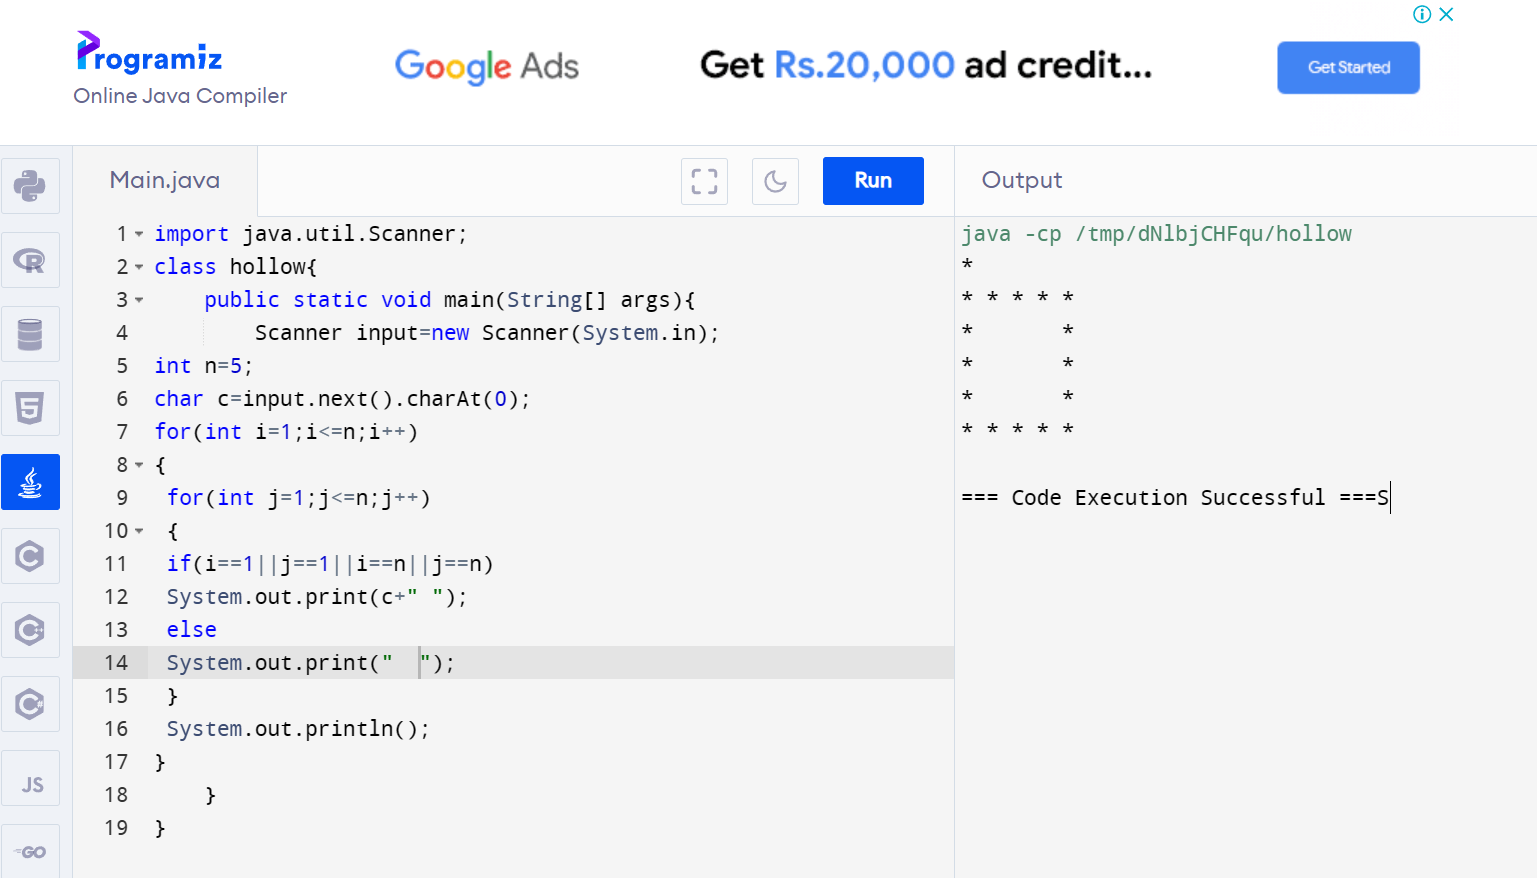 Programiz
Online Java Compiler
Google Ads
Get Rs.20,000 ad credit...
Get Started
Main.java
Run
Output
1 import java.util.Scanner;
2 class hollow{
3     public static void main(String[] args){
4         Scanner input=new Scanner(System.in);
5 int n=5;
6 char c=input.next().charAt(0);
7 for(int i=1;i<=n;i++)
8 {
9  for(int j=1;j<=n;j++)
10  {
11  if(i==1||j==1||i==n||j==n)
12  System.out.print(c+" ");
13  else
14  System.out.print("  ");
15  }
16  System.out.println();
17 }
18     }
19 }
java -cp /tmp/dNlbjCHFqu/hollow
*
* * * * *
*       *
*       *
*       *
* * * * *
=== Code Execution Successful ===S
R
5
C
C++
C#
JS
GO